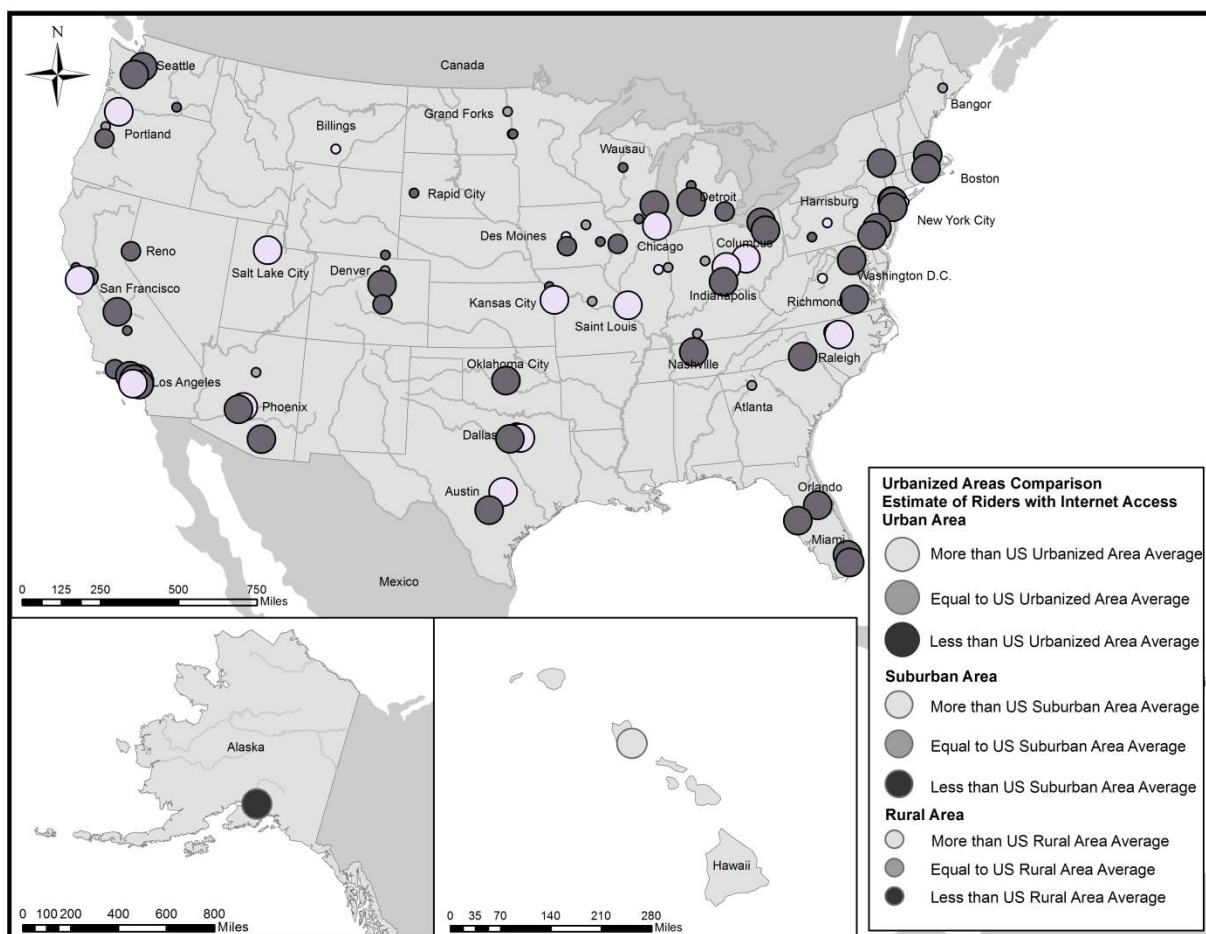 N
Canada
Seattle
Bangor
Grand Forks
Billings
Portland
Wausau
Boston
Rapid City
Detroit
Harrisburg
New York City
Des Moines
Reno
Chicago
Columbus
Salt Lake City
Denver
Washington D.C.
San Francisco
Indianapolis
Kansas City
Richmond
Saint Louis
Nashville
Oklahoma City
Raleigh
Los Angeles
Atlanta
Phoenix
Dallas
Austin
Orlando
Miami
Mexico
0 125 250 500 750
Miles
Urbanized Areas Comparison
Estimate of Riders with Internet Access
Urban Area
More than US Urbanized Area Average
Equal to US Urbanized Area Average
Less than US Urbanized Area Average
Suburban Area
More than US Suburban Area Average
Equal to US Suburban Area Average
Less than US Suburban Area Average
Rural Area
More than US Rural Area Average
Equal to US Rural Area Average
Less than US Rural Area Average
Alaska
0 100 200 400 600 800
Miles
Hawaii
0 35 70 140 210 280
Miles